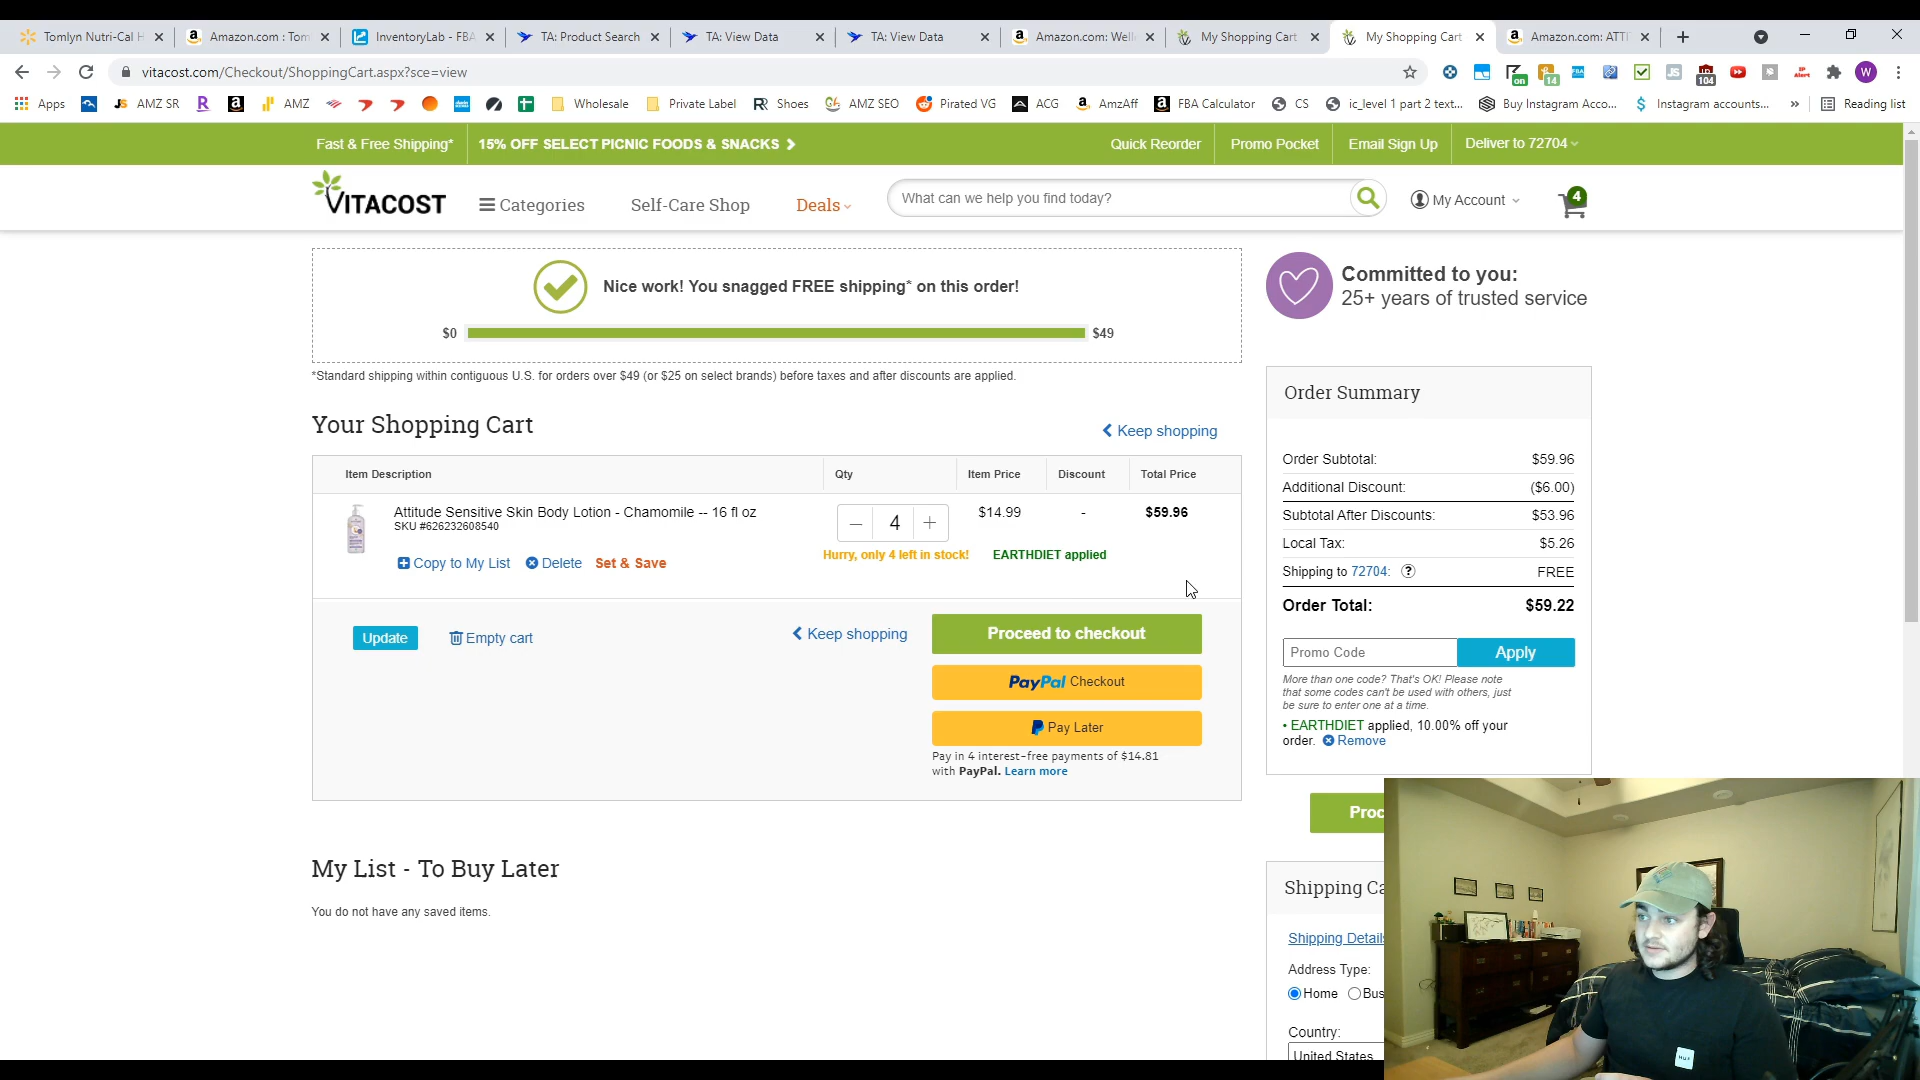 Tomlyn Nutri-Cal H
Amazon.com : Tom
InventoryLab - FBA
TA: Product Search
TA: View Data
TA: View Data
Amazon.com: Well
My Shopping Cart
My Shopping Cart
Amazon.com: ATTI
vitacost.com/Checkout/ShoppingCart.aspx?sce=view
on
14
FBA
JS
104
IP
Alert
W
Apps
JS AMZ SR
AMZ
Wholesale
Private Label
Shoes
AMZ SEO
Pirated VG
ACG
AmzAff
FBA Calculator
CS
ic_level 1 part 2 text...
Buy Instagram Acco...
Instagram accounts...
»
Reading list
Fast & Free Shipping*
15% OFF SELECT PICNIC FOODS & SNACKS
Quick Reorder
Promo Pocket
Email Sign Up
Deliver to 72704
VITACOST
Categories
Self-Care Shop
Deals
What can we help you find today?
My Account
4
Nice work! You snagged FREE shipping* on this order!
$0
$49
*Standard shipping within contiguous U.S. for orders over $49 (or $25 on select brands) before taxes and after discounts are applied.
Committed to you:
25+ years of trusted service
Your Shopping Cart
Keep shopping
Item Description Qty Item Price Discount Total Price
Attitude Sensitive Skin Body Lotion - Chamomile -- 16 fl oz
SKU #626232608540
4
$14.99
-
$59.96
Hurry, only 4 left in stock!
EARTHDIET applied
Copy to My List
Delete
Set & Save
Update
Empty cart
Keep shopping
Proceed to checkout
PayPal Checkout
Pay Later
Pay in 4 interest-free payments of $14.81
with PayPal. Learn more
My List - To Buy Later
You do not have any saved items.
Order Summary
Order Subtotal: $59.96
Additional Discount: ($6.00)
Subtotal After Discounts: $53.96
Local Tax: $5.26
Shipping to 72704: ? FREE
Order Total: $59.22
Promo Code
Apply
More than one code? That's OK! Please note
that some codes can't be used with others, just
be sure to enter one at a time.
• EARTHDIET applied, 10.00% off your
order. Remove
Proc
Shipping Ca
Shipping Details
Address Type:
Home
Bus
Country:
United States